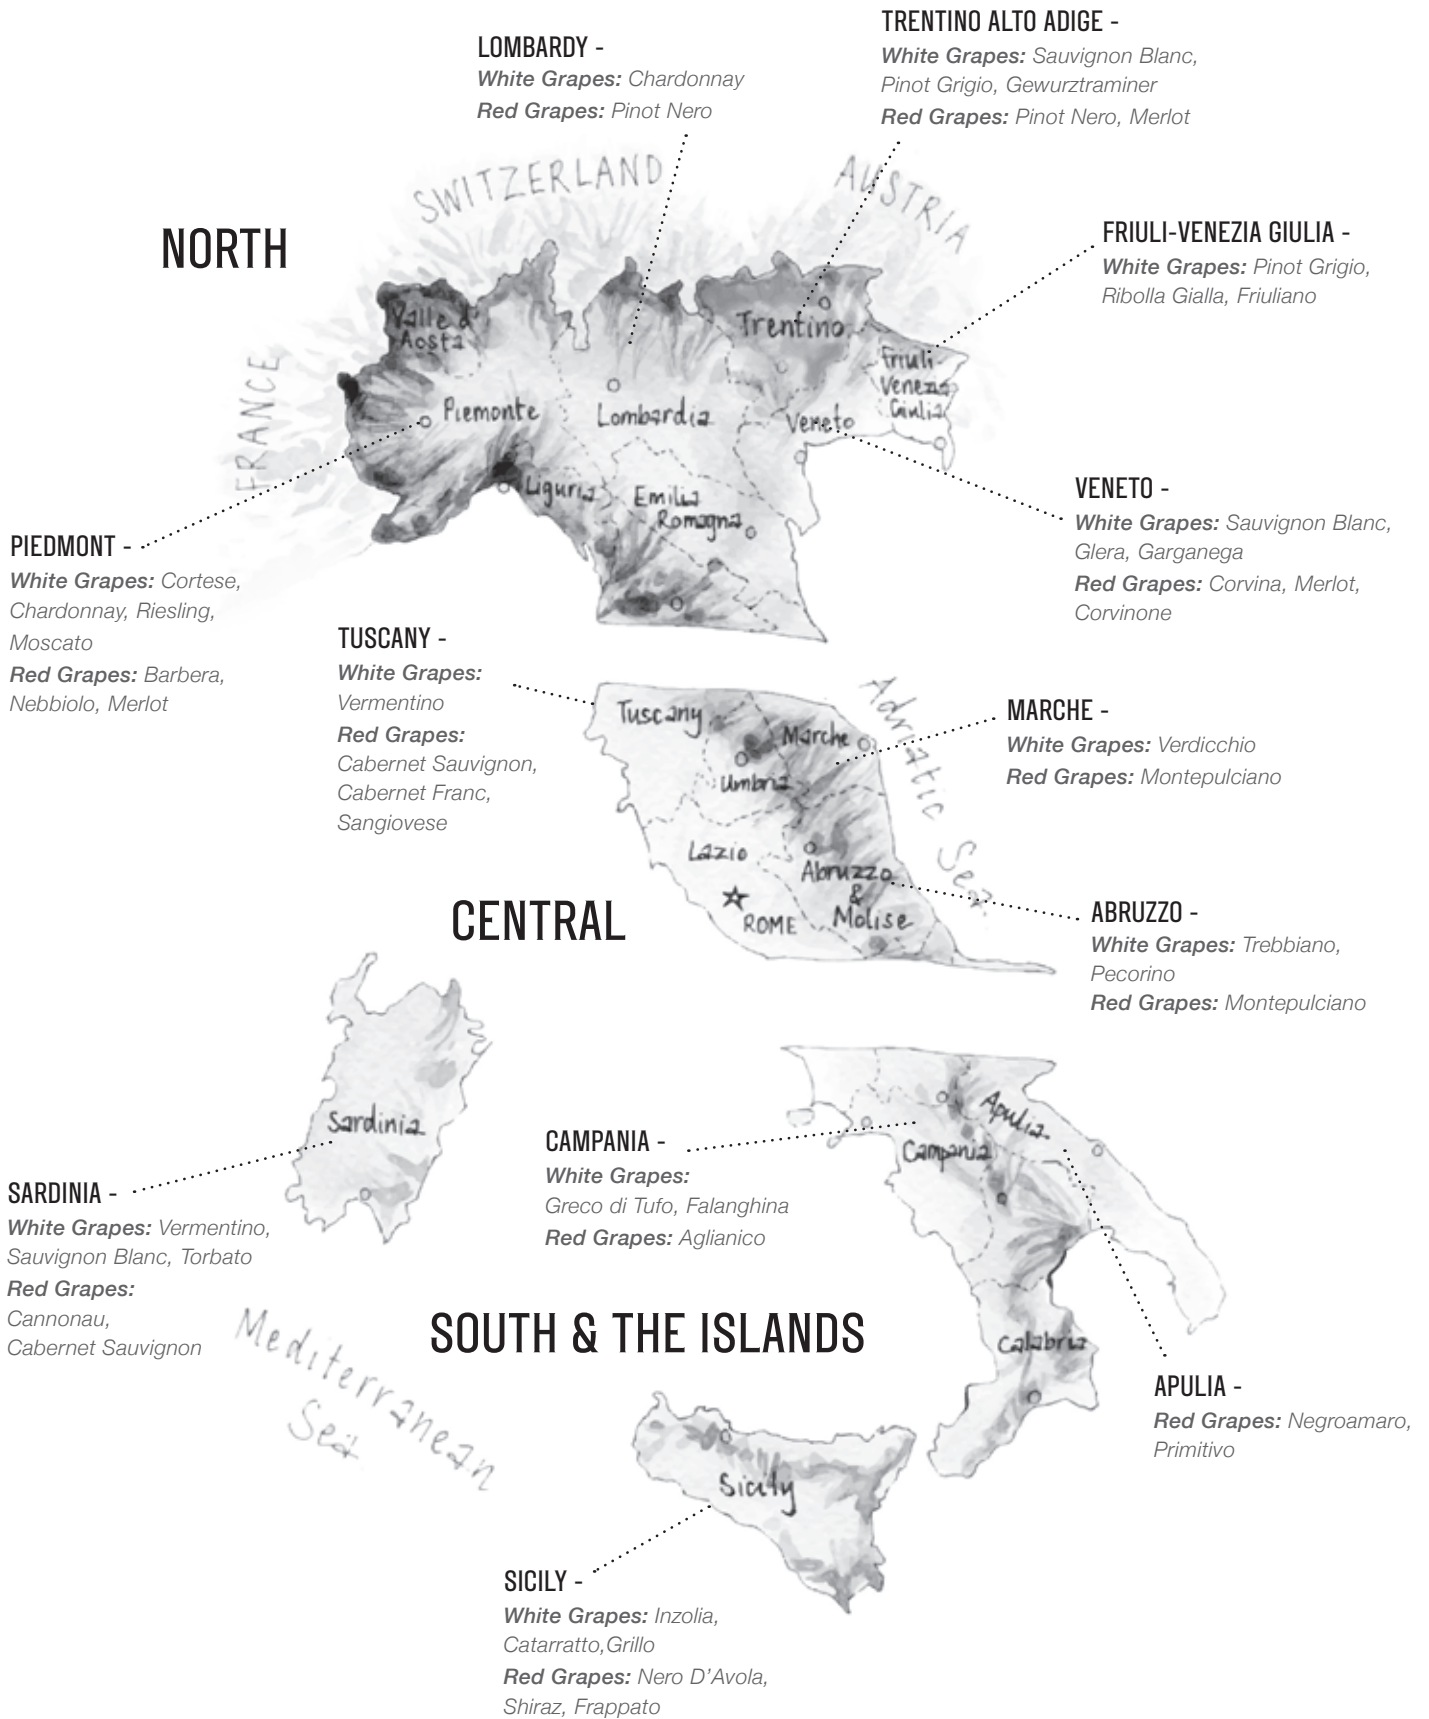 LOMBARDY -
White Grapes: Chardonnay
Red Grapes: Pinot Nero
TRENTINO ALTO ADIGE -
White Grapes: Sauvignon Blanc,
Pinot Grigio, Gewurztraminer
Red Grapes: Pinot Nero, Merlot
SWITZERLAND
AUSTRIA
NORTH
FRIULI-VENEZIA GIULIA -
White Grapes: Pinot Grigio,
Ribolla Gialla, Friuliano
FRANCE
Valle d'
Aosta
Trentino
Friuli-
Venezia
Giulia
Piemonte
Lombardia
Veneto
Liguria
Emilia
Romagna
VENETO -
White Grapes: Sauvignon Blanc,
Glera, Garganega
Red Grapes: Corvina, Merlot,
Corvinone
PIEDMONT -
White Grapes: Cortese,
Chardonnay, Riesling,
Moscato
Red Grapes: Barbera,
Nebbiolo, Merlot
TUSCANY -
White Grapes:
Vermentino
Red Grapes:
Cabernet Sauvignon,
Cabernet Franc,
Sangiovese
Tuscany
Marche
Umbria
Lazio
ROME
Abruzzo
&
Molise
Adriatic Sea
MARCHE -
White Grapes: Verdicchio
Red Grapes: Montepulciano
CENTRAL
ABRUZZO -
White Grapes: Trebbiano,
Pecorino
Red Grapes: Montepulciano
Sardinia
SARDINIA -
White Grapes: Vermentino,
Sauvignon Blanc, Torbato
Red Grapes:
Cannonau,
Cabernet Sauvignon
CAMPANIA -
White Grapes:
Greco di Tufo, Falanghina
Red Grapes: Aglianico
Apulia
Campania
Calabria
SOUTH & THE ISLANDS
Mediterranean
Sea
APULIA -
Red Grapes: Negroamaro,
Primitivo
Sicily
SICILY -
White Grapes: Inzolia,
Catarratto,Grillo
Red Grapes: Nero D'Avola,
Shiraz, Frappato